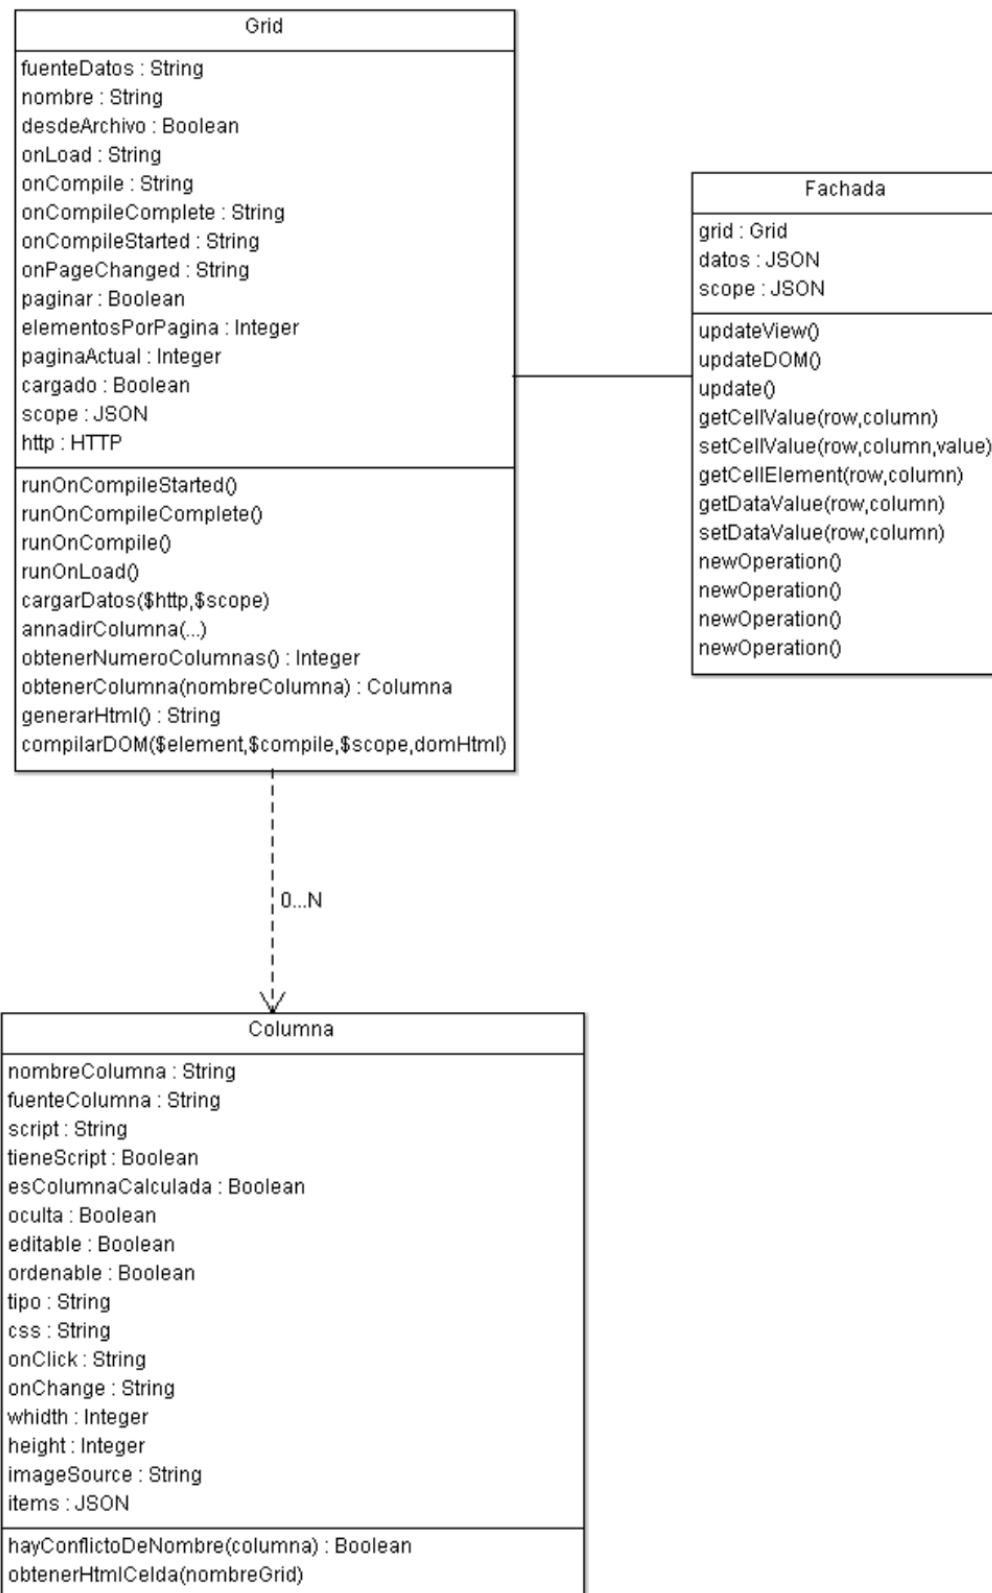 Grid
fuenteDatos : String
nombre : String
desdeArchivo : Boolean
onLoad : String
onCompile : String
onCompileComplete : String
onCompileStarted : String
onPageChanged : String
paginar : Boolean
elementosPorPagina : Integer
paginaActual : Integer
cargado : Boolean
scope : JSON
http : HTTP
runOnCompileStarted()
runOnCompileComplete()
runOnCompile()
runOnLoad()
cargarDatos($http,$scope)
annadirColumna(...)
obtenerNumeroColumnas() : Integer
obtenerColumna(nombreColumna) : Columna
generarHtml() : String
compilarDOM($element,$compile,$scope,domHtml)
Fachada
grid : Grid
datos : JSON
scope : JSON
updateView()
updateDOM()
update()
getCellValue(row,column)
setCellValue(row,column,value)
getCellElement(row,column)
getDataValue(row,column)
setDataValue(row,column)
newOperation()
newOperation()
newOperation()
newOperation()
0...N
Columna
nombreColumna : String
fuenteColumna : String
script : String
tieneScript : Boolean
esColumnaCalculada : Boolean
oculta : Boolean
editable : Boolean
ordenable : Boolean
tipo : String
css : String
onClick : String
onChange : String
whidth : Integer
height : Integer
imageSource : String
items : JSON
hayConflictoDeNombre(columna) : Boolean
obtenerHtmlCelda(nombreGrid)